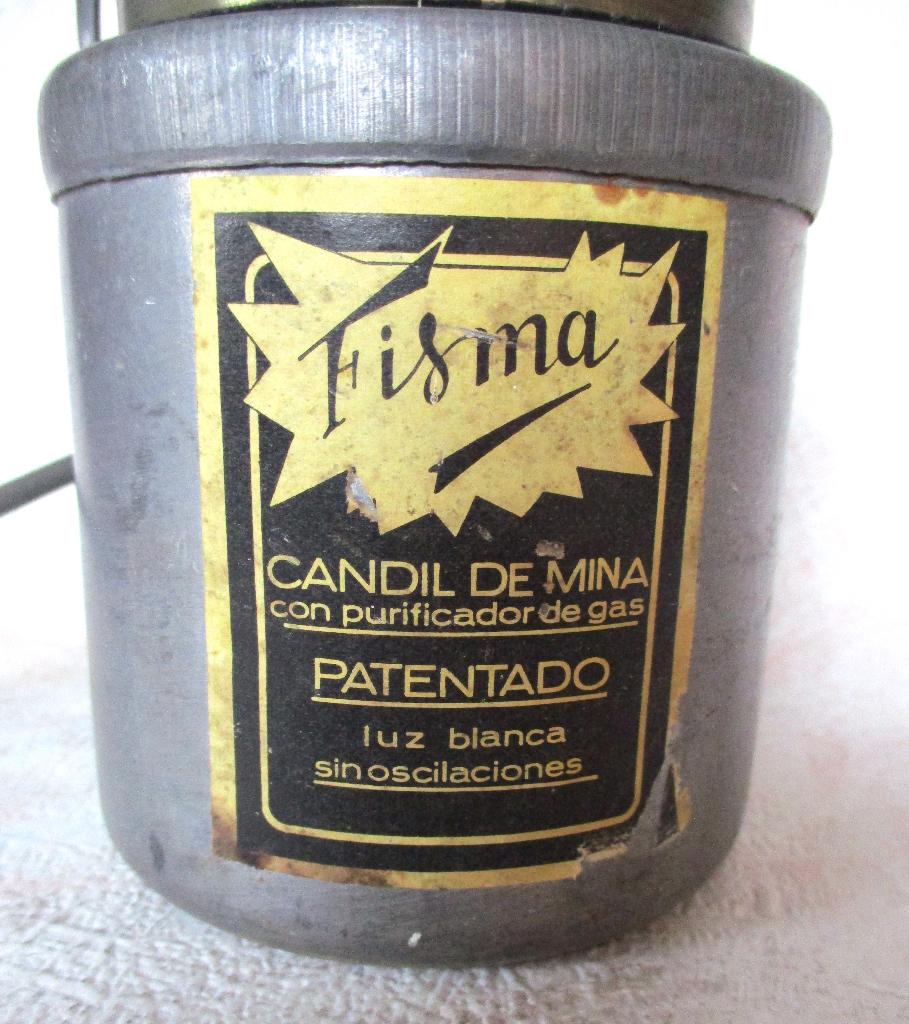 Fisma
CANDIL DE MINA
con purificador de gas
PATENTADO
luz blanca
sin oscilaciones